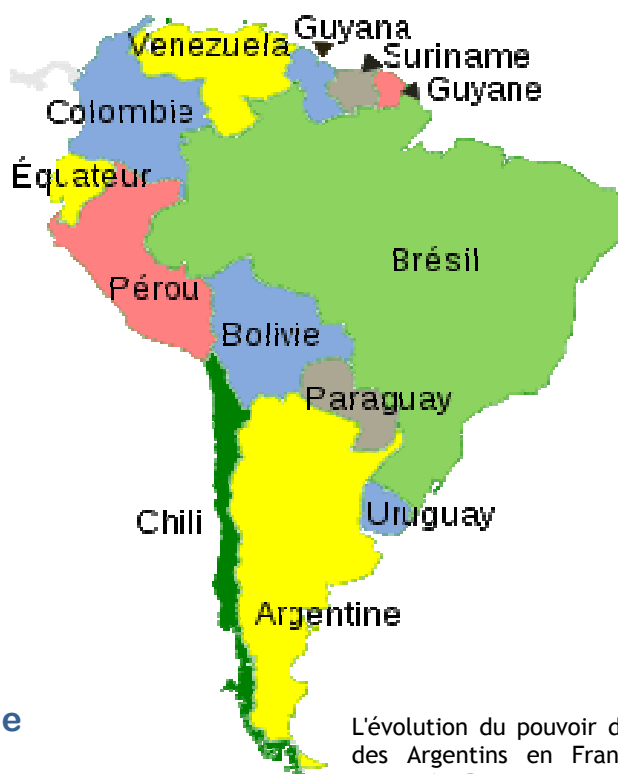 Guyana
Venezuela
Suriname
Guyane
Colombie
Équateur
Brésil
Pérou
Bolivie
Paraguay
Chili
Uruguay
Argentine
e
L'évolution du pouvoir d
des Argentins en Fran